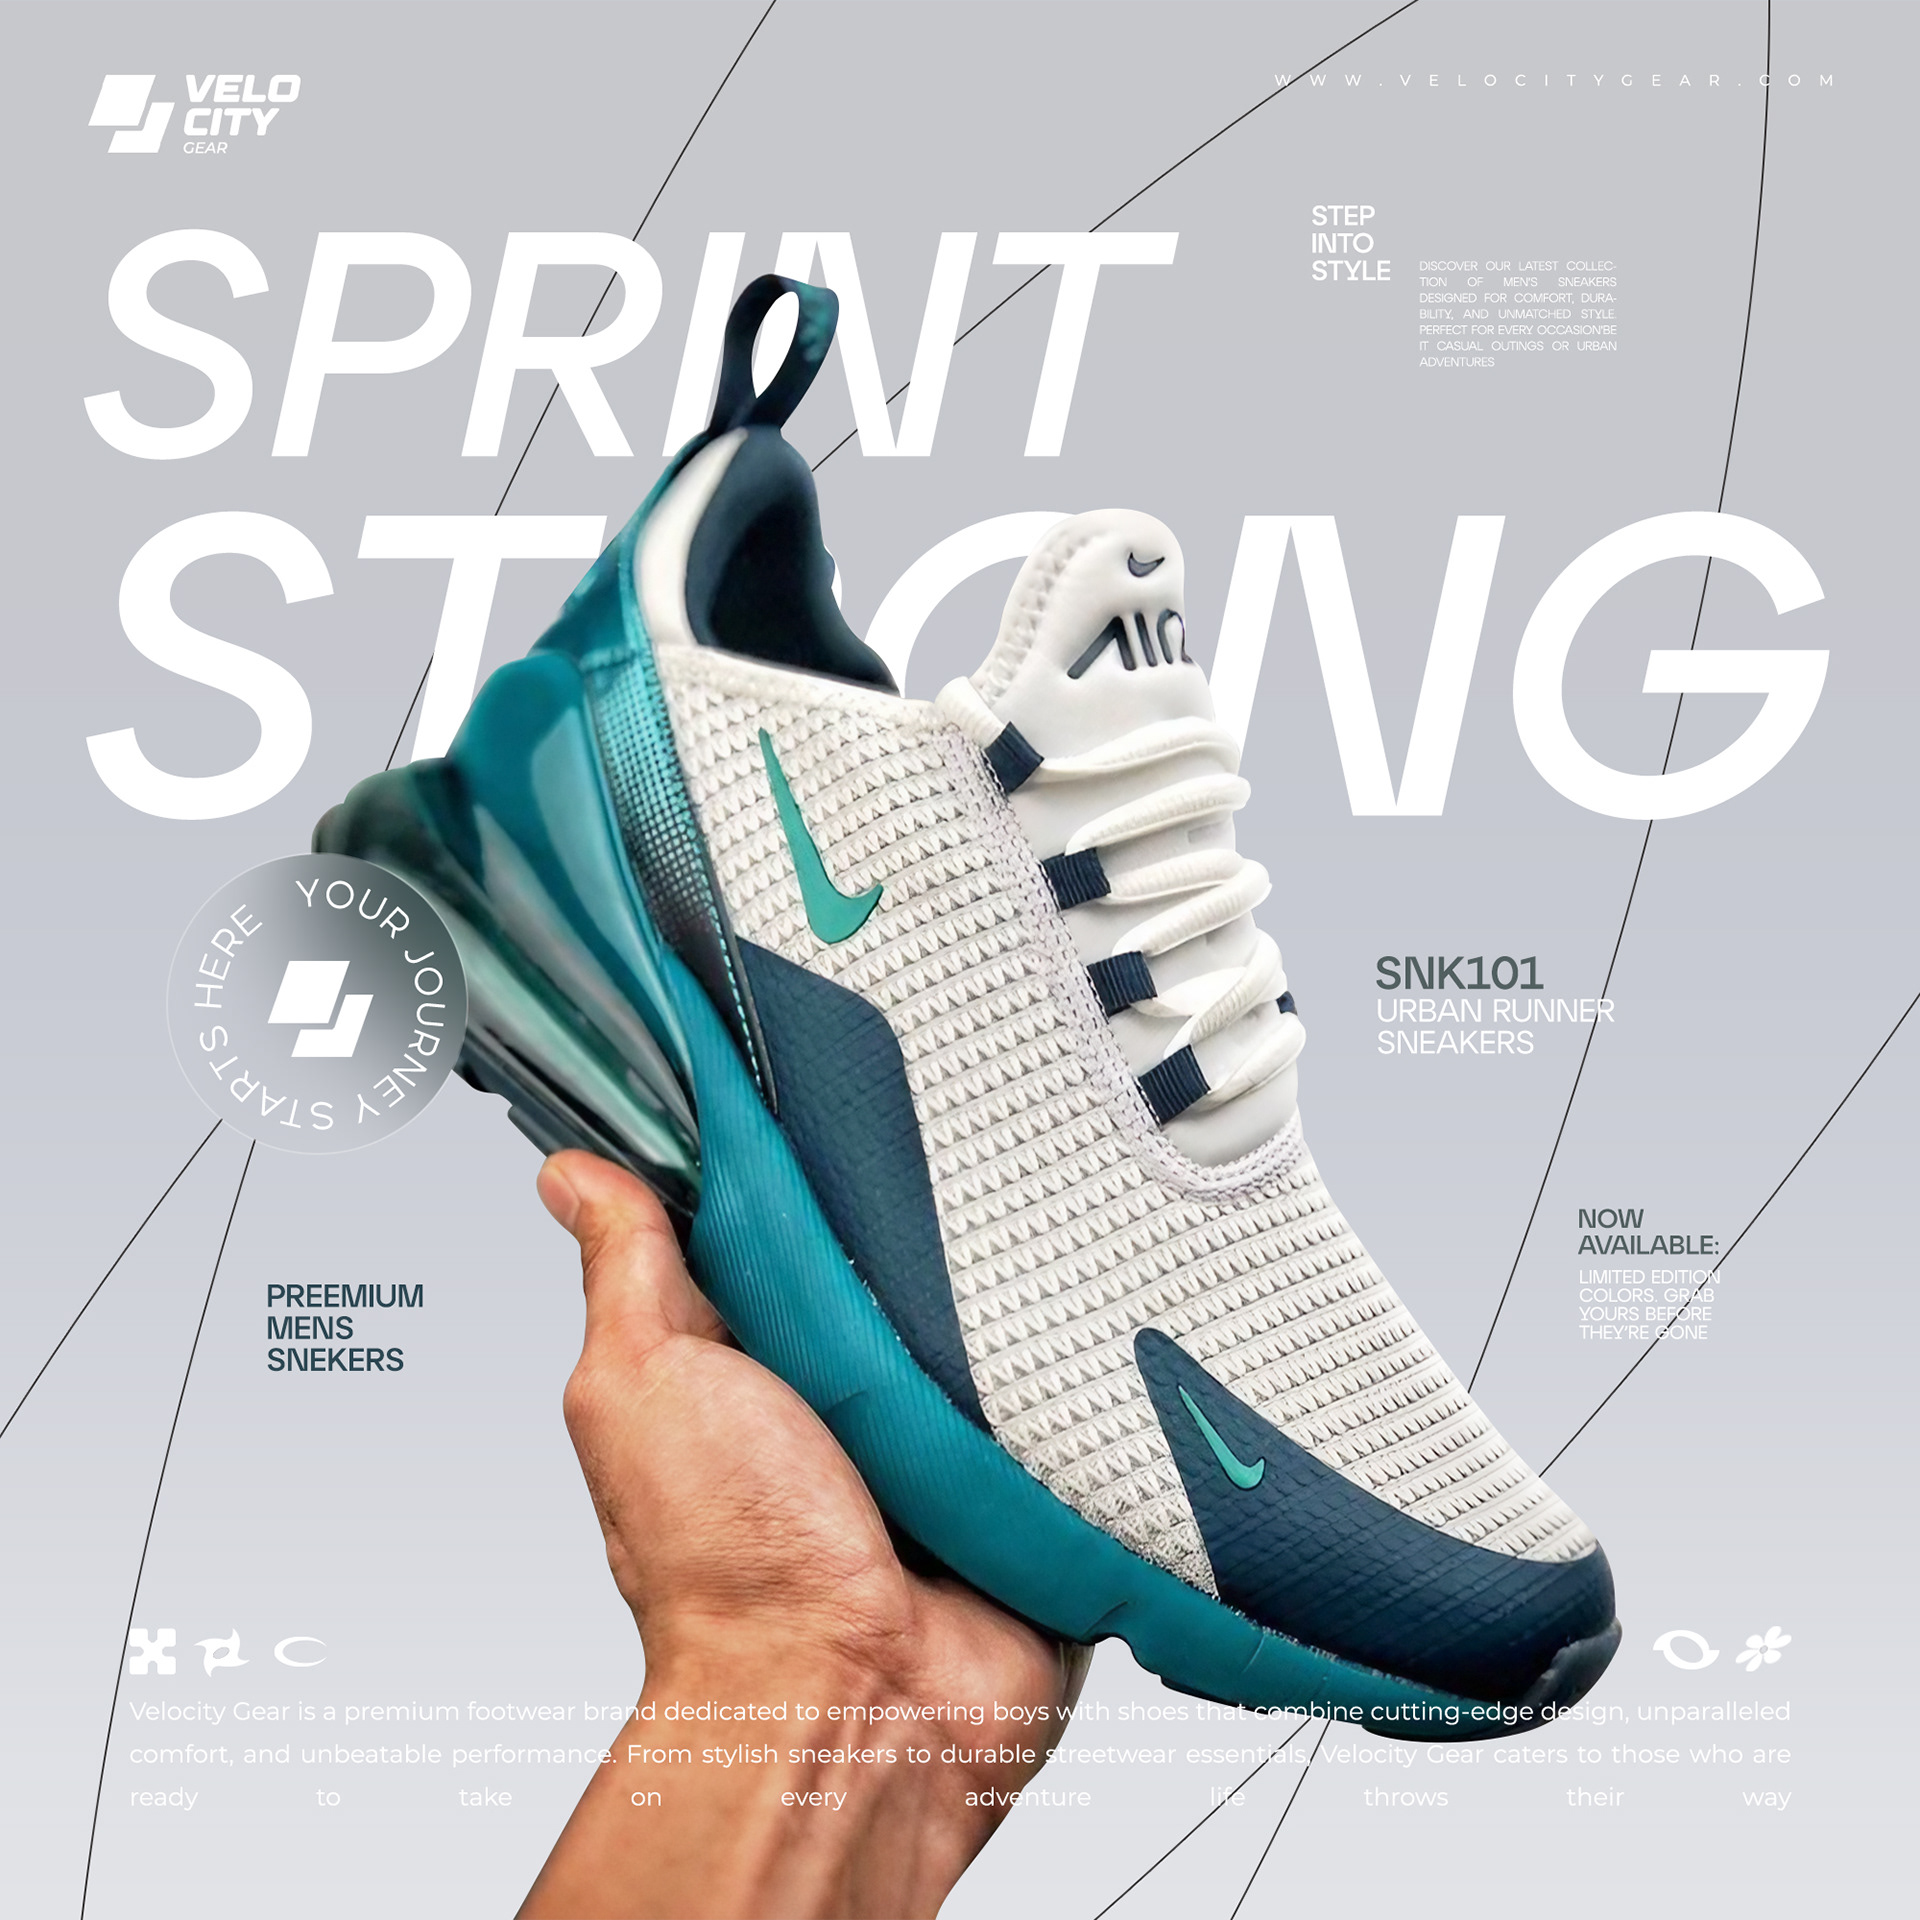 VELO
CITY
GEAR
WWW.VELOCITYGEAR.COM
SPRINT
STRONG
STEP
INTO
STYLE
DISCOVER OUR LATEST COLLEC-
TION OF MEN'S SNEAKERS
DESIGNED FOR COMFORT, DURA-
BILITY, AND UNMATCHED STYLE.
PERFECT FOR EVERY OCCASION'BE
IT CASUAL OUTINGS OR URBAN
ADVENTURES
AIR
YOUR JOURNEY STARTS HERE
SNK101
URBAN RUNNER
SNEAKERS
NOW
AVAILABLE:
LIMITED EDITION
COLORS. GRAB
YOURS BEFORE
THEY'RE GONE
PREEMIUM
MENS
SNEKERS
Velocity Gear is a premium footwear brand dedicated to empowering boys with shoes that combine cutting-edge design, unparalleled
comfort, and unbeatable performance. From stylish sneakers to durable streetwear essentials, Velocity Gear caters to those who are
ready to take on every adventure life throws their way